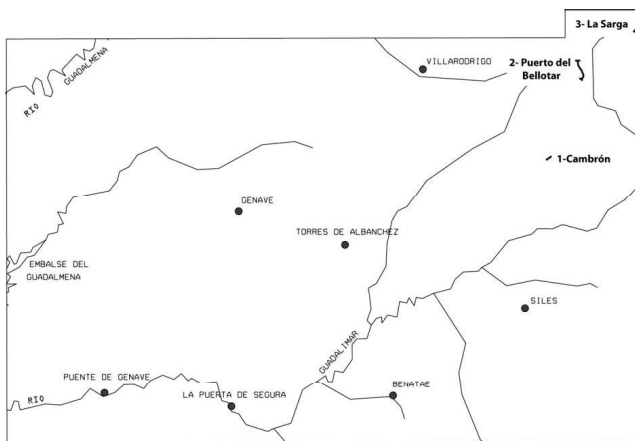 3- La Sarga
RIO GUADALMENA
VILLARODRIGO
2- Puerto del
Bellotar
1-Cambrón
GENAVE
TORRES DE ALBANCHEZ
EMBALSE DEL
GUADALMENA
SILES
GUADALIMAR
PUENTE DE GENAVE
BENATAE
RIO
LA PUERTA DE SEGURA